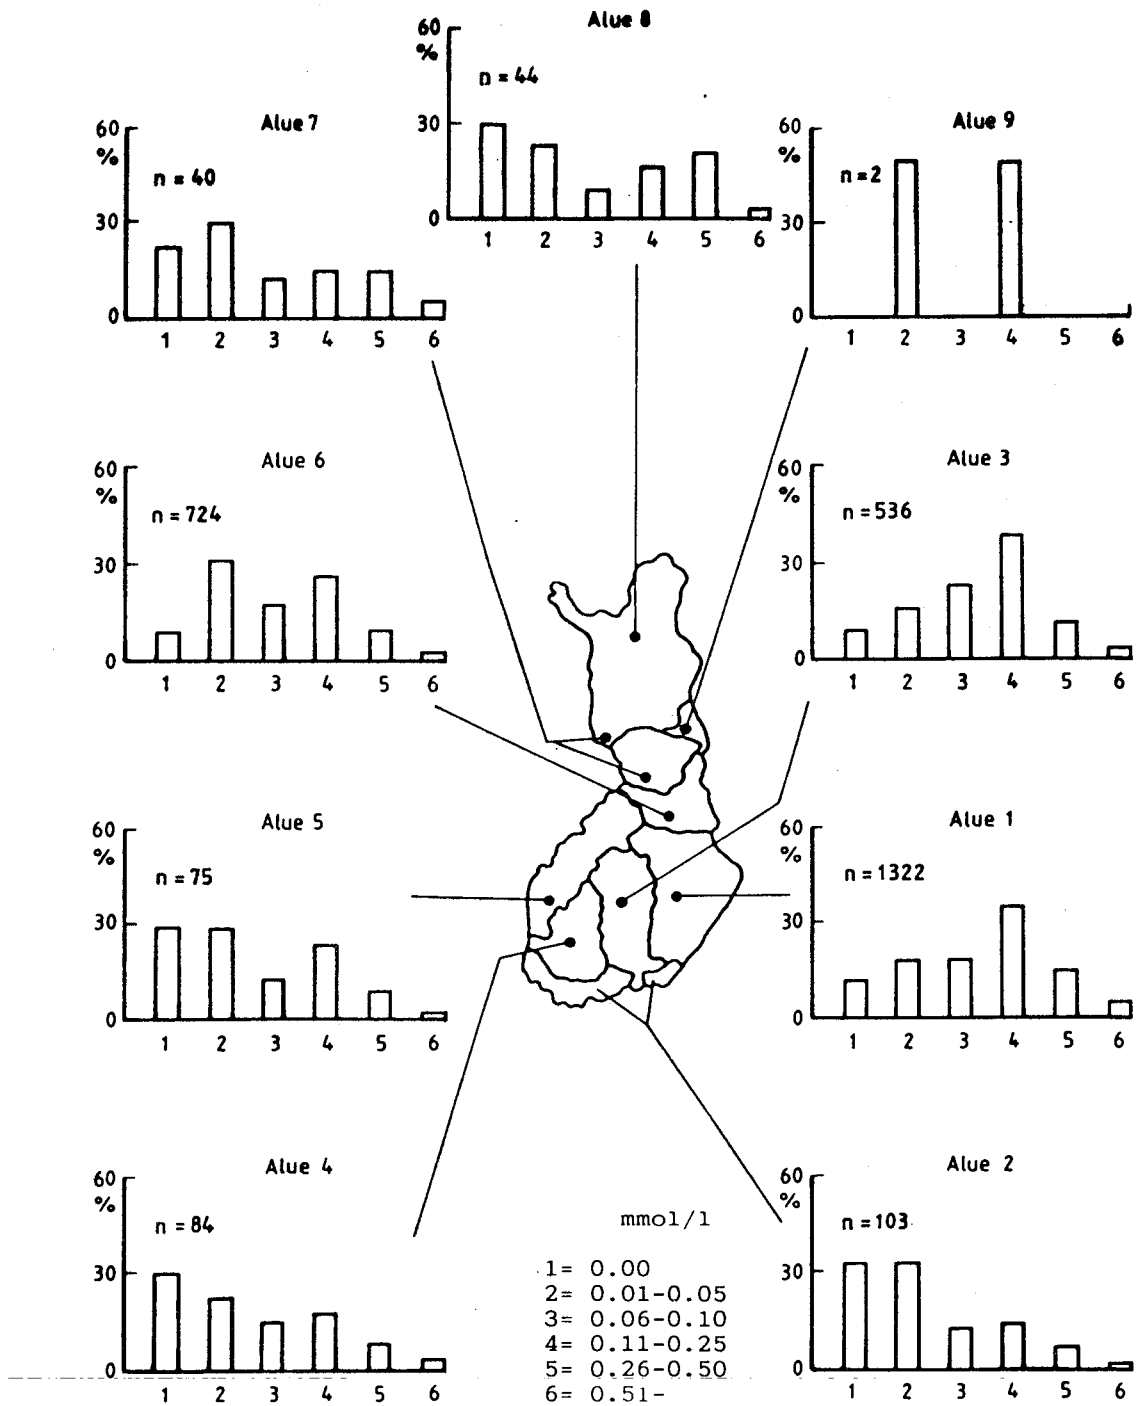 Alue 8
60
%
n = 44
30
0
1 2 3 4 5 6
Alue 7
60
%
n = 40
30
0
1 2 3 4 5 6
Alue 9
60
%
n=2
30
0
1 2 3 4 5 6
Alue 6
60
%
n = 724
30
0
1 2 3 4 5 6
Alue 3
60
%
n = 536
30
0
1 2 3 4 5 6
Alue 5
60
%
n = 75
30
0
1 2 3 4 5 6
Alue 1
60
%
n = 1322
30
0
1 2 3 4 5 6
Alue 4
60
%
n = 84
30
0
1 2 3 4 5 6
Alue 2
60
%
n = 103
30
0
1 2 3 4 5 6
mmol/l
1= 0.00
2= 0.01-0.05
3= 0.06-0.10
4= 0.11-0.25
5= 0.26-0.50
6= 0.51-